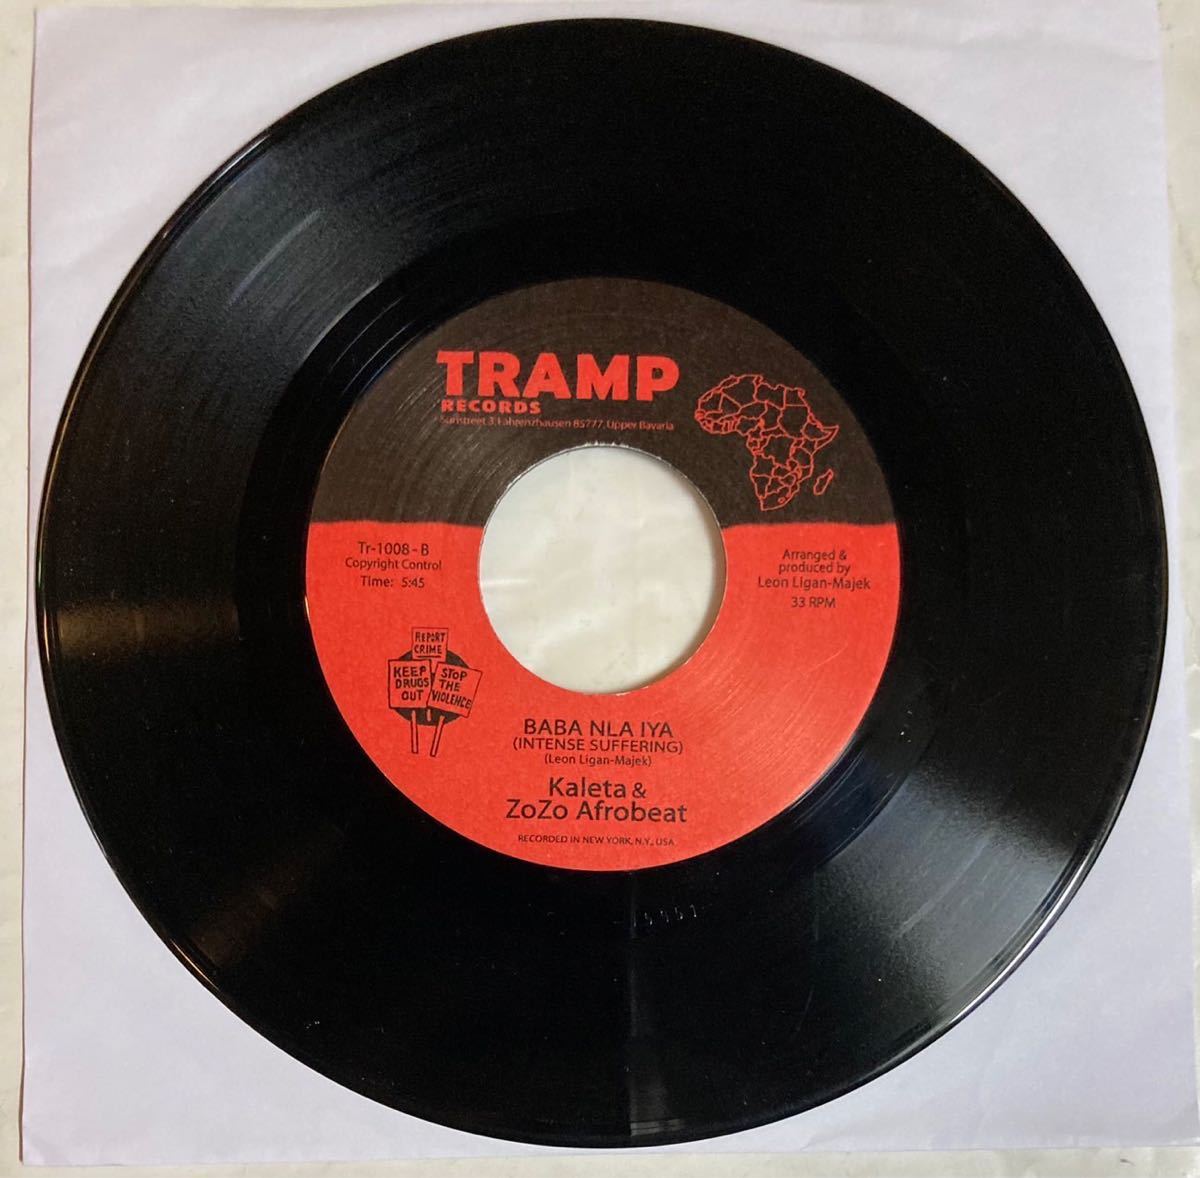 TRAMP
RECORDS
Sunstreet 3, Fahrenzhausen 85777, Upper Bavaria
Tr-1008 - B
Copyright Control
Time: 5:45
Arranged &
produced by
Leon Ligan-Majek
33 RPM
REPORT
CRIME
KEEP
DRUGS
OUT
STOP
THE
VIOLENCE
BABA NLA IYA
(INTENSE SUFFERING)
(Leon Ligan-Majek)
Kaleta &
ZoZo Afrobeat
RECORDED IN NEW YORK, N.Y., USA